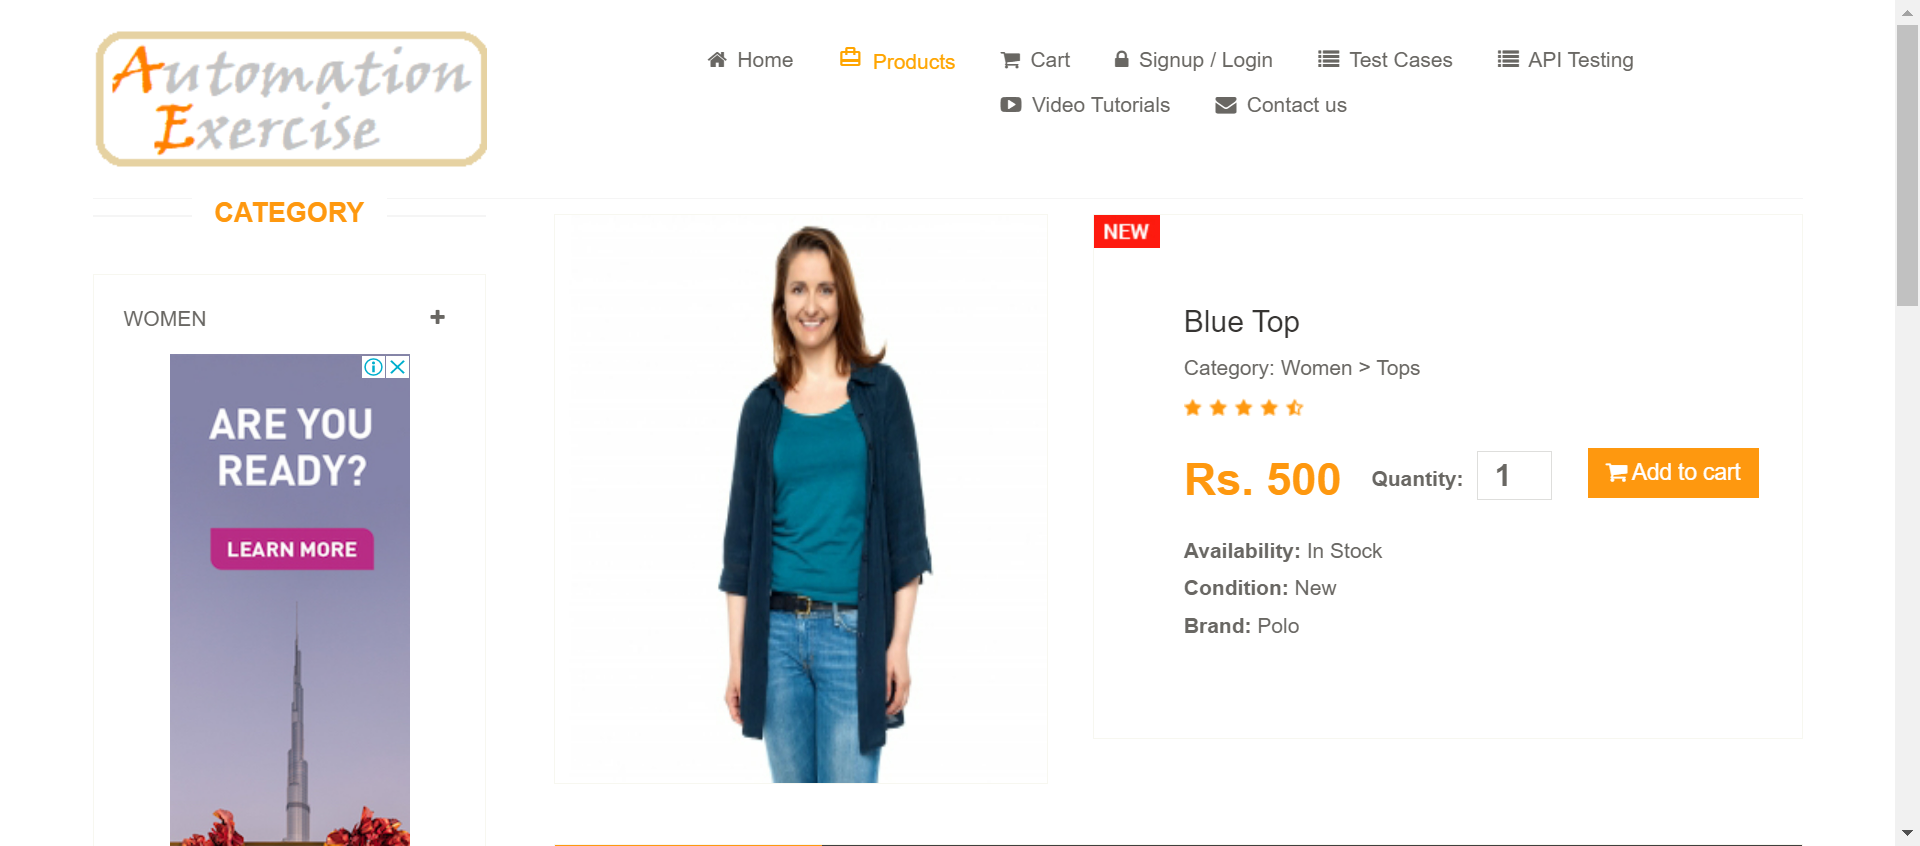 Automation
Exercise
Home
Products
Cart
Signup / Login
Test Cases
API Testing
Video Tutorials
Contact us
CATEGORY
WOMEN
ARE YOU
READY?
LEARN MORE
NEW
Blue Top
Category: Women > Tops
Rs. 500
Quantity: 1
Add to cart
Availability: In Stock
Condition: New
Brand: Polo